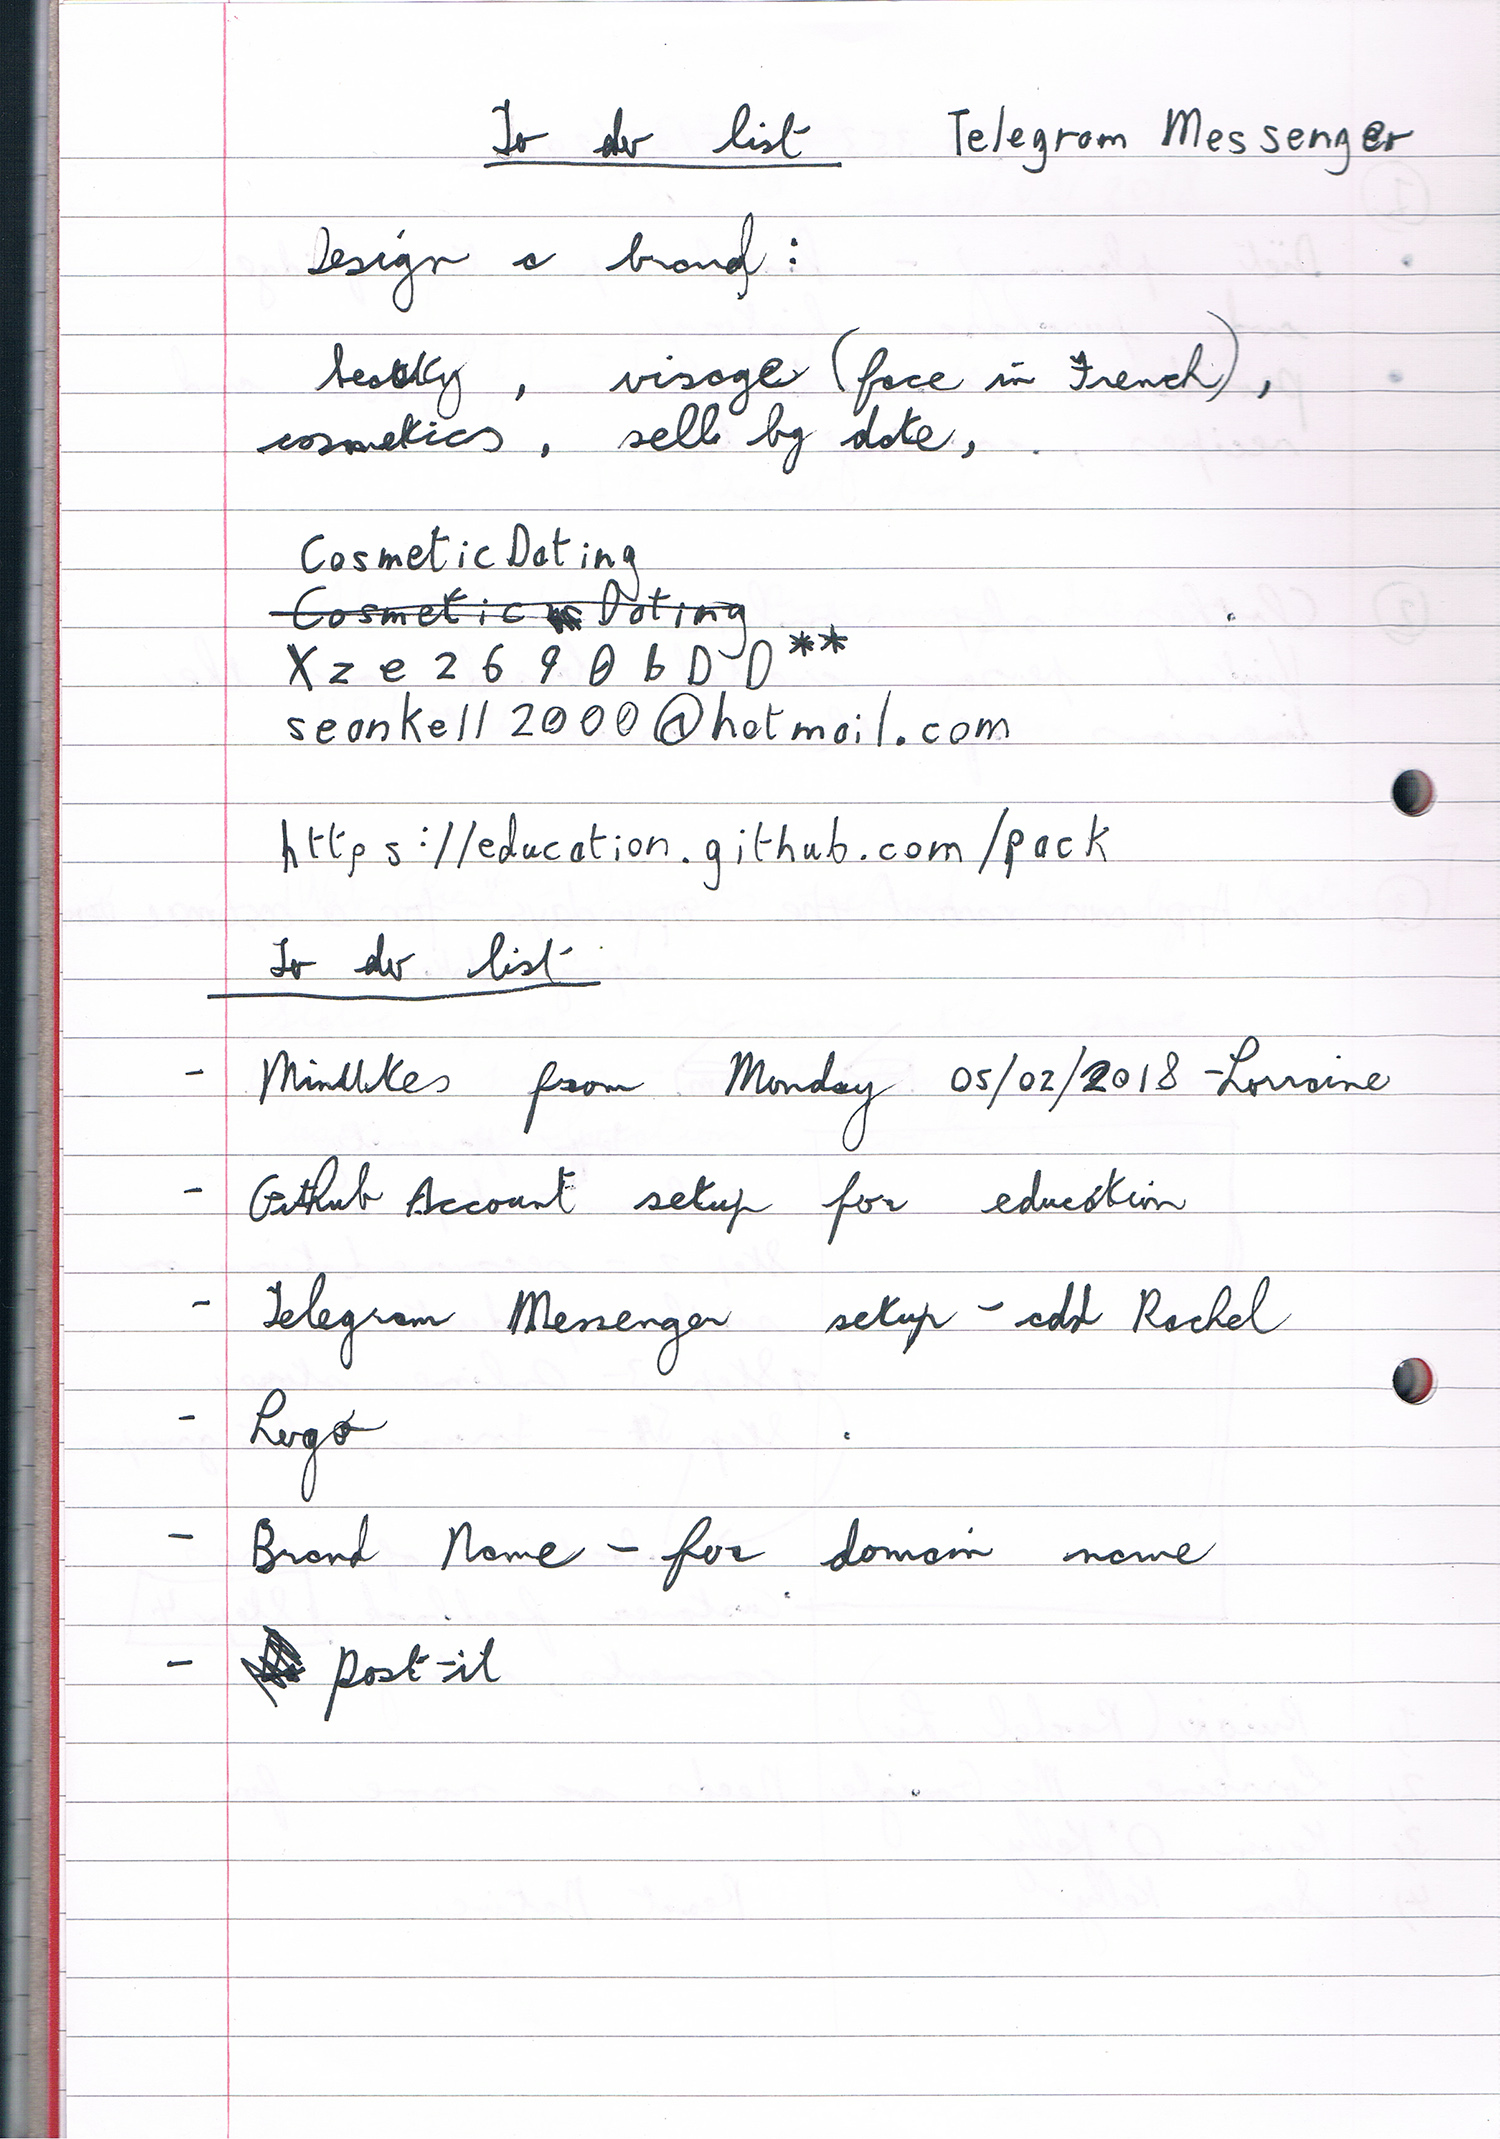 To do list Telegram Messenger
Design a brand:
beauty, visage (face in French),
cosmetics, sell by date,
CosmeticDating
Cosmetic Dating
Xze2690bDD**
seankell2000@hotmail.com
https://education.github.com/pack
To do list
- Minutes from Monday 05/02/2018 - Lorraine
- Github Account setup for education
- Telegram Messenger setup - add Rachel
- Logo
- Brand Name - for domain name
- post-it